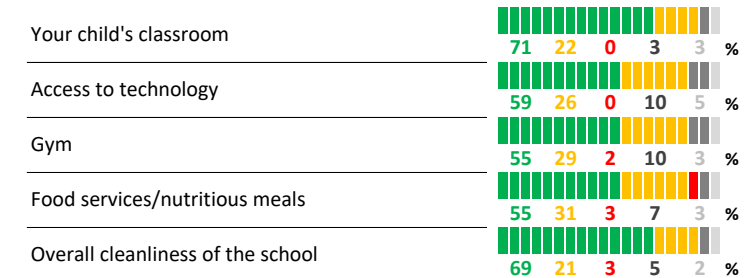 Your child's classroom
71 22 0 3 3 %
Access to technology
59 26 0 10 5 %
Gym
55 29 2 10 3 %
Food services/nutritious meals
55 31 3 7 3 %
Overall cleanliness of the school
69 21 3 5 2 %